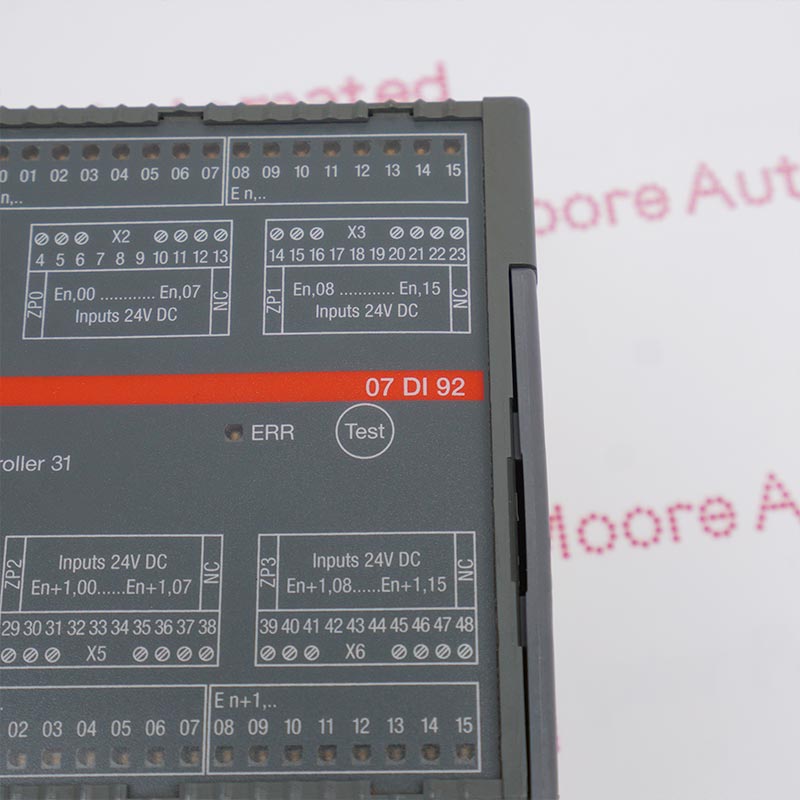 Automated
Moore Auto
Moore A
0 01 02 03 04 05 06 07 08 09 10 11 12 13 14 15
n,.. E n,..
X2 X3
4 5 6 7 8 9 10 11 12 13 14 15 16 17 18 19 20 21 22 23
ZP0 En,00 ............ En,07 NC ZP1 En,08 ............ En,15 NC
Inputs 24V DC Inputs 24V DC
07 DI 92
ERR Test
roller 31
ZP2 Inputs 24V DC NC ZP3 Inputs 24V DC NC
En+1,00......En+1,07 En+1,08......En+1,15
29 30 31 32 33 34 35 36 37 38 39 40 41 42 43 44 45 46 47 48
X5 X6
.. E n+1,..
02 03 04 05 06 07 08 09 10 11 12 13 14 15